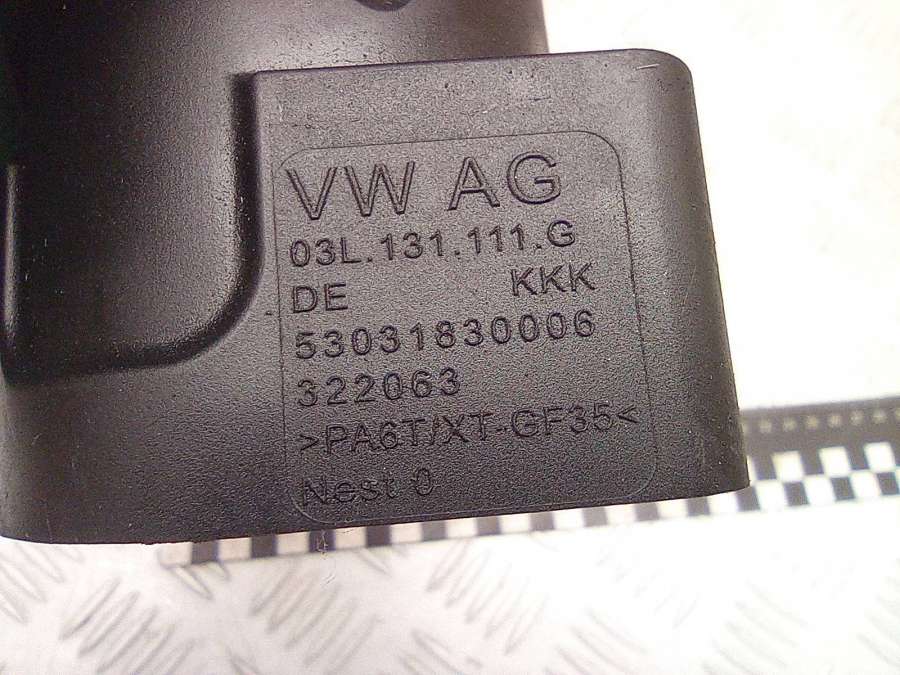 VW AG
03L.131.111.G
DE KKK
53031830006
322063
>PA6T/XT-GF35<
Nest 0